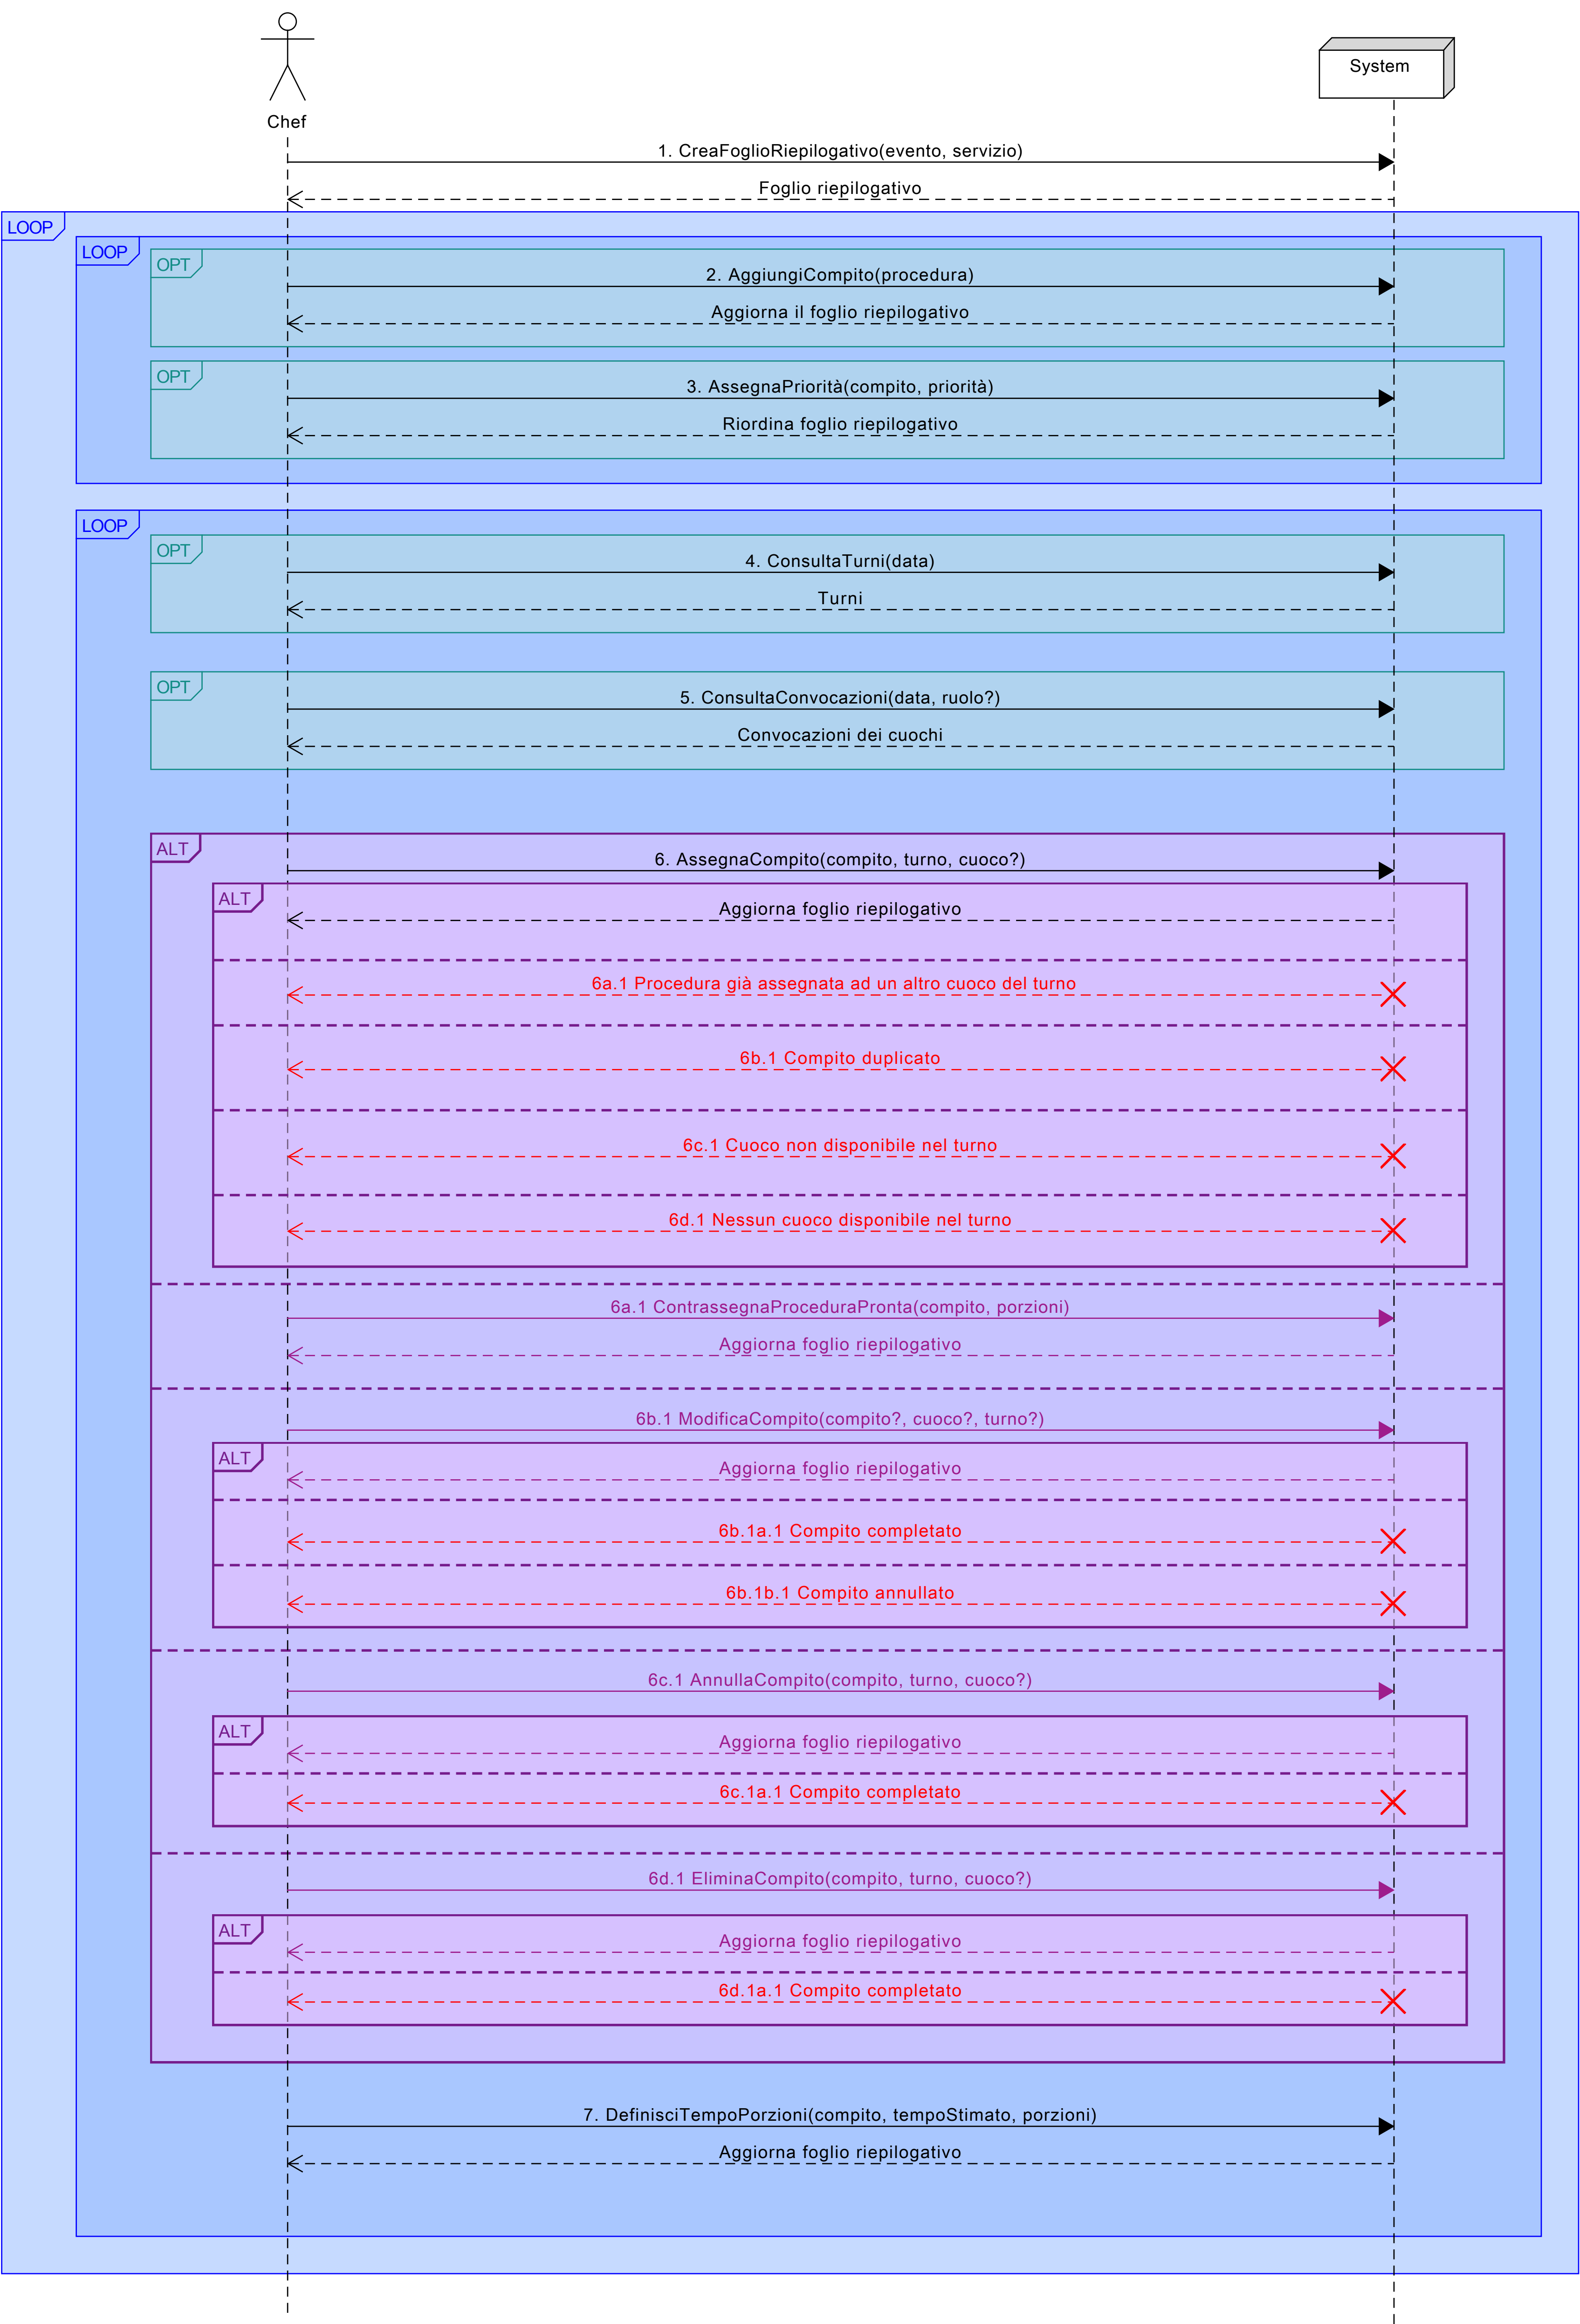 System
Chef
1. CreaFoglioRiepilogativo(evento, servizio)
Foglio riepilogativo
LOOP
LOOP
OPT
2. AggiungiCompito(procedura)
Aggiorna il foglio riepilogativo
OPT
3. AssegnaPriorità(compito, priorità)
Riordina foglio riepilogativo
LOOP
OPT
4. ConsultaTurni(data)
Turni
OPT
5. ConsultaConvocazioni(data, ruolo?)
Convocazioni dei cuochi
ALT
6. AssegnaCompito(compito, turno, cuoco?)
ALT
Aggiorna foglio riepilogativo
6a.1 Procedura già assegnata ad un altro cuoco del turno
6b.1 Compito duplicato
6c.1 Cuoco non disponibile nel turno
6d.1 Nessun cuoco disponibile nel turno
6a.1 ContrassegnaProceduraPronta(compito, porzioni)
Aggiorna foglio riepilogativo
6b.1 ModificaCompito(compito?, cuoco?, turno?)
ALT
Aggiorna foglio riepilogativo
6b.1a.1 Compito completato
6b.1b.1 Compito annullato
6c.1 AnnullaCompito(compito, turno, cuoco?)
ALT
Aggiorna foglio riepilogativo
6c.1a.1 Compito completato
6d.1 EliminaCompito(compito, turno, cuoco?)
ALT
Aggiorna foglio riepilogativo
6d.1a.1 Compito completato
7. DefinisciTempoPorzioni(compito, tempoStimato, porzioni)
Aggiorna foglio riepilogativo